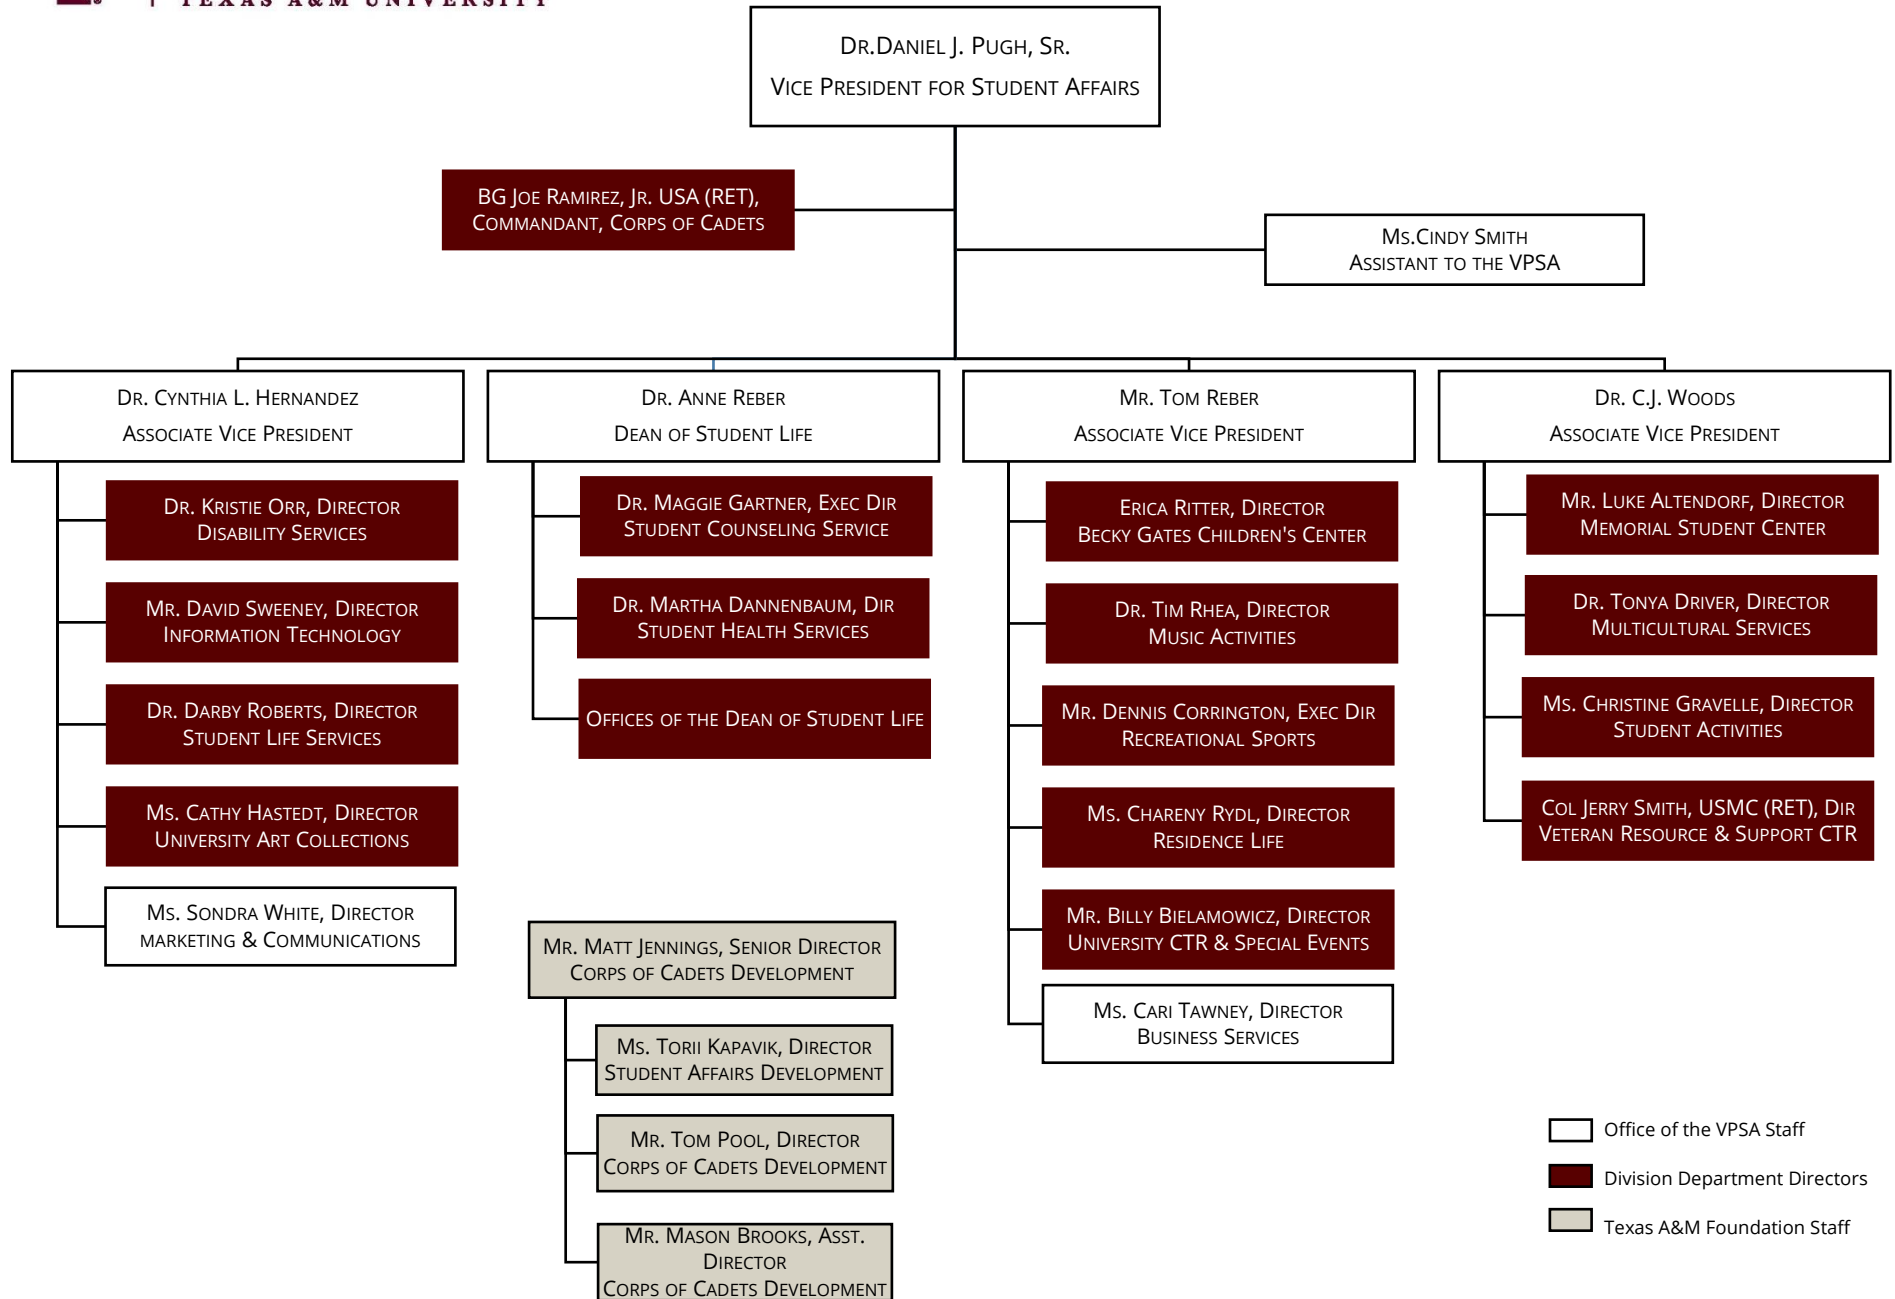 TEXAS A&M UNIVERSITY
DR.DANIEL J. PUGH, SR.
VICE PRESIDENT FOR STUDENT AFFAIRS
BG JOE RAMIREZ, JR. USA (RET),
COMMANDANT, CORPS OF CADETS
MS.CINDY SMITH
ASSISTANT TO THE VPSA
DR. CYNTHIA L. HERNANDEZ
ASSOCIATE VICE PRESIDENT
DR. KRISTIE ORR, DIRECTOR
DISABILITY SERVICES
MR. DAVID SWEENEY, DIRECTOR
INFORMATION TECHNOLOGY
DR. DARBY ROBERTS, DIRECTOR
STUDENT LIFE SERVICES
MS. CATHY HASTEDT, DIRECTOR
UNIVERSITY ART COLLECTIONS
MS. SONDRA WHITE, DIRECTOR
MARKETING & COMMUNICATIONS
DR. ANNE REBER
DEAN OF STUDENT LIFE
DR. MAGGIE GARTNER, EXEC DIR
STUDENT COUNSELING SERVICE
DR. MARTHA DANNENBAUM, DIR
STUDENT HEALTH SERVICES
OFFICES OF THE DEAN OF STUDENT LIFE
MR. TOM REBER
ASSOCIATE VICE PRESIDENT
ERICA RITTER, DIRECTOR
BECKY GATES CHILDREN'S CENTER
DR. TIM RHEA, DIRECTOR
MUSIC ACTIVITIES
MR. DENNIS CORRINGTON, EXEC DIR
RECREATIONAL SPORTS
MS. CHARENY RYDL, DIRECTOR
RESIDENCE LIFE
MR. BILLY BIELAMOWICZ, DIRECTOR
UNIVERSITY CTR & SPECIAL EVENTS
MS. CARI TAWNEY, DIRECTOR
BUSINESS SERVICES
DR. C.J. WOODS
ASSOCIATE VICE PRESIDENT
MR. LUKE ALTENDORF, DIRECTOR
MEMORIAL STUDENT CENTER
DR. TONYA DRIVER, DIRECTOR
MULTICULTURAL SERVICES
MS. CHRISTINE GRAVELLE, DIRECTOR
STUDENT ACTIVITIES
COL JERRY SMITH, USMC (RET), DIR
VETERAN RESOURCE & SUPPORT CTR
MR. MATT JENNINGS, SENIOR DIRECTOR
CORPS OF CADETS DEVELOPMENT
MS. TORII KAPAVIK, DIRECTOR
STUDENT AFFAIRS DEVELOPMENT
MR. TOM POOL, DIRECTOR
CORPS OF CADETS DEVELOPMENT
MR. MASON BROOKS, ASST.
DIRECTOR
CORPS OF CADETS DEVELOPMENT
Office of the VPSA Staff
Division Department Directors
Texas A&M Foundation Staff